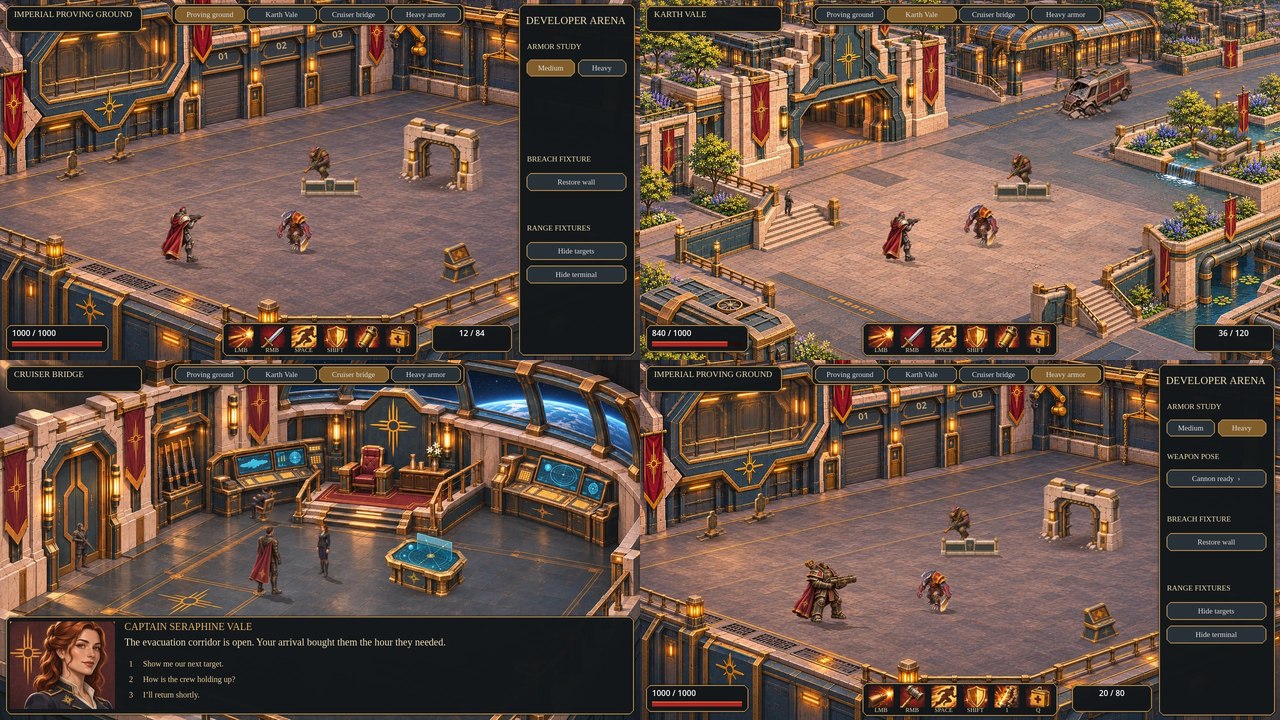 IMPERIAL PROVING GROUND
Proving ground
Karth Vale
Cruiser bridge
Heavy armor
DEVELOPER ARENA
ARMOR STUDY
Medium
Heavy
BREACH FIXTURE
Restore wall
RANGE FIXTURES
Hide targets
Hide terminal
01
02
03
1000 / 1000
LMB
RMB
SPACE
SHIFT
1
Q
12 / 84
KARTH VALE
Proving ground
Karth Vale
Cruiser bridge
Heavy armor
840 / 1000
LMB
RMB
SPACE
SHIFT
1
Q
36 / 120
CRUISER BRIDGE
Proving ground
Karth Vale
Cruiser bridge
Heavy armor
CAPTAIN SERAPHINE VALE
The evacuation corridor is open. Your arrival bought them the hour they needed.
1 Show me our next target.
2 How is the crew holding up?
3 I'll return shortly.
IMPERIAL PROVING GROUND
Proving ground
Karth Vale
Cruiser bridge
Heavy armor
DEVELOPER ARENA
ARMOR STUDY
Medium
Heavy
WEAPON POSE
Cannon ready ›
BREACH FIXTURE
Restore wall
RANGE FIXTURES
Hide targets
Hide terminal
01
02
03
1000 / 1000
LMB
RMB
SPACE
SHIFT
1
Q
20 / 80